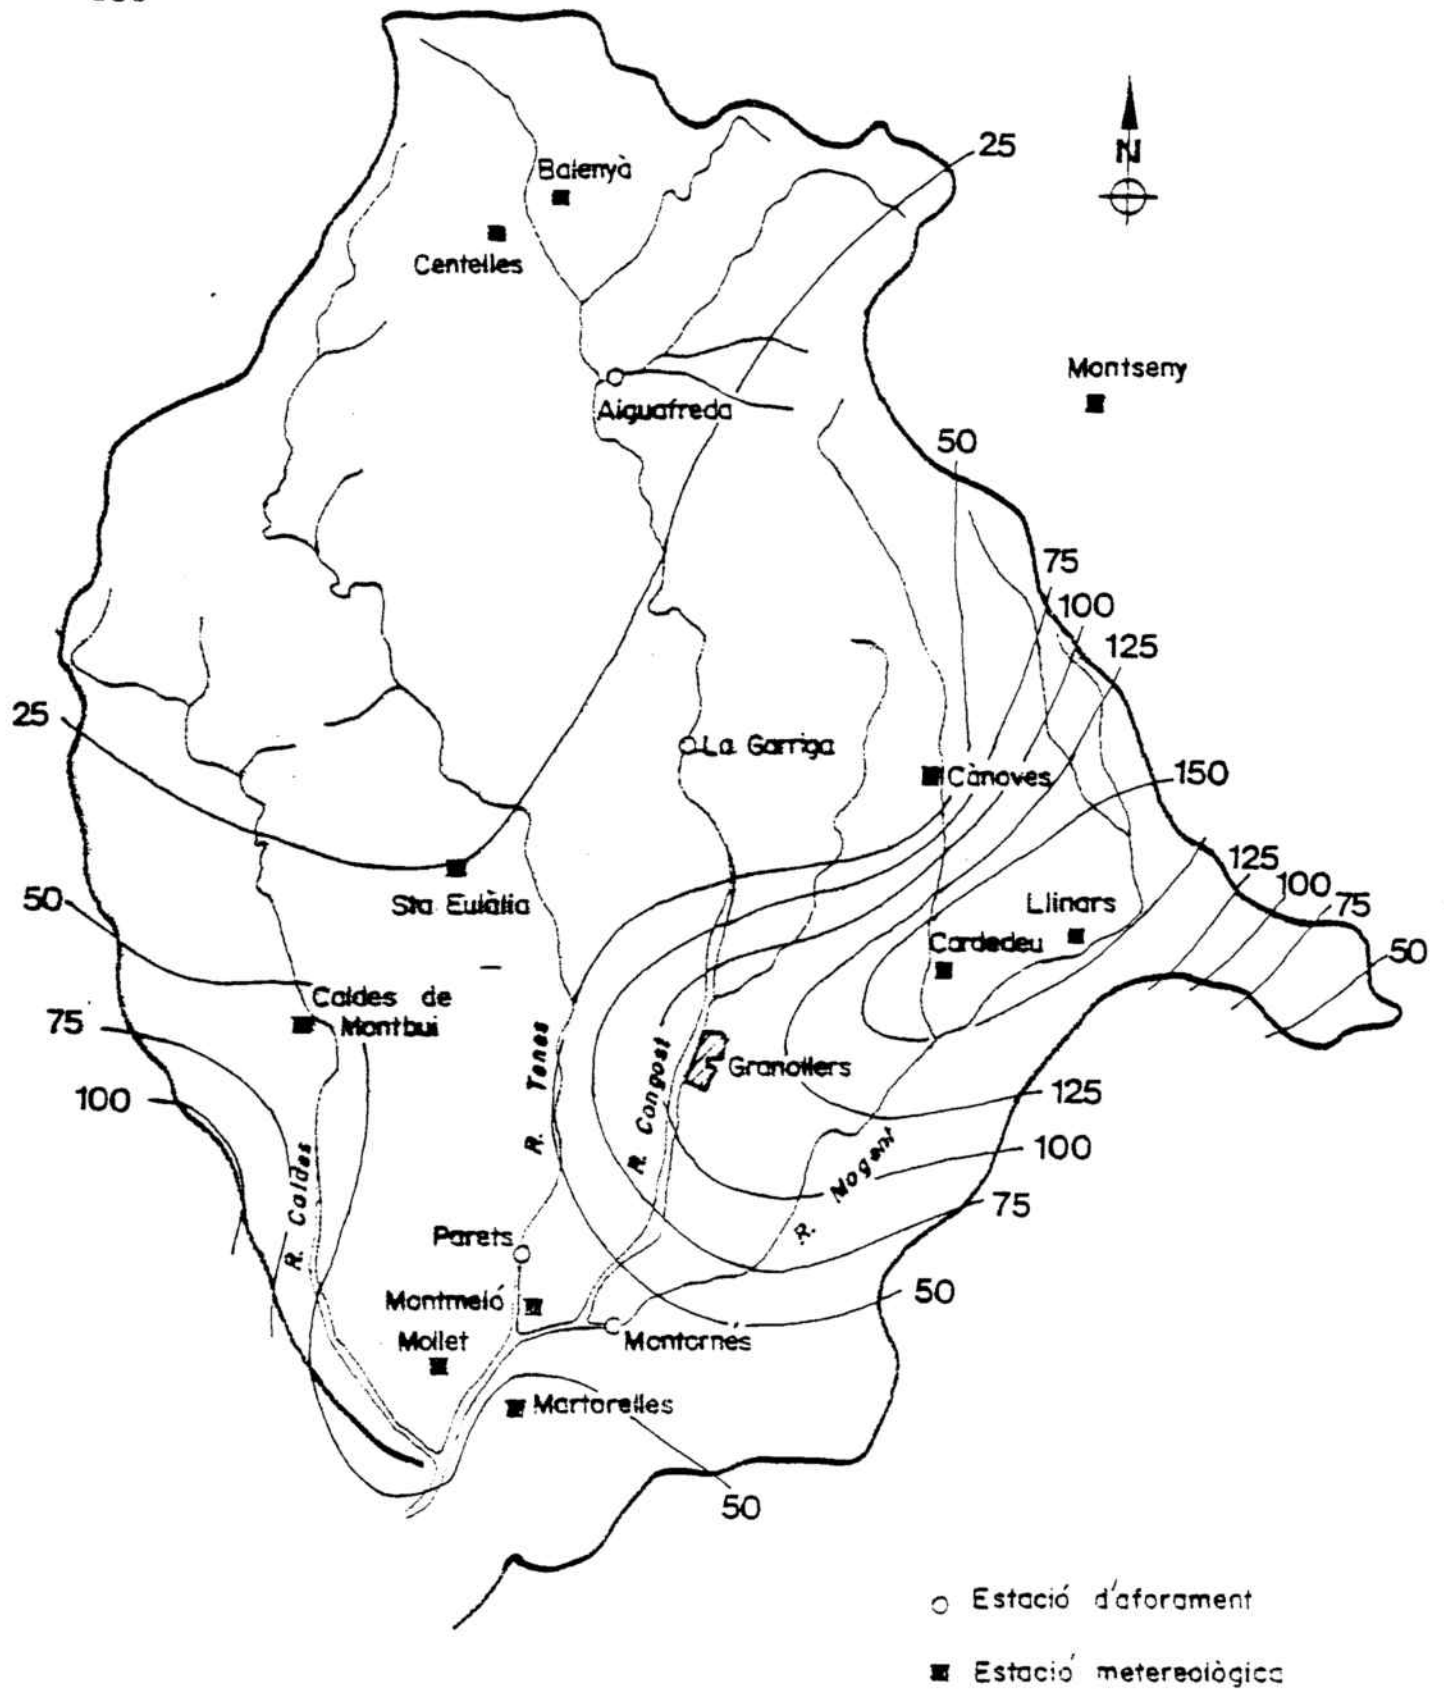 25
N
Balenyà
Centelles
Montseny
Aiguafreda
50
75
100
125
25
La Garriga
Cànoves
150
125
100
75
50
Sta Eulàlia
50
Llinars
Cardedeu
Caldes de
Montbui
75
100
R. Tenes
R. Congost
Granollers
125
100
R. Mogent
75
R. Caldes
Parets
50
Montmeló
Mollet
Montornés
Martorelles
50
Estació d'aforament
Estació metereològica